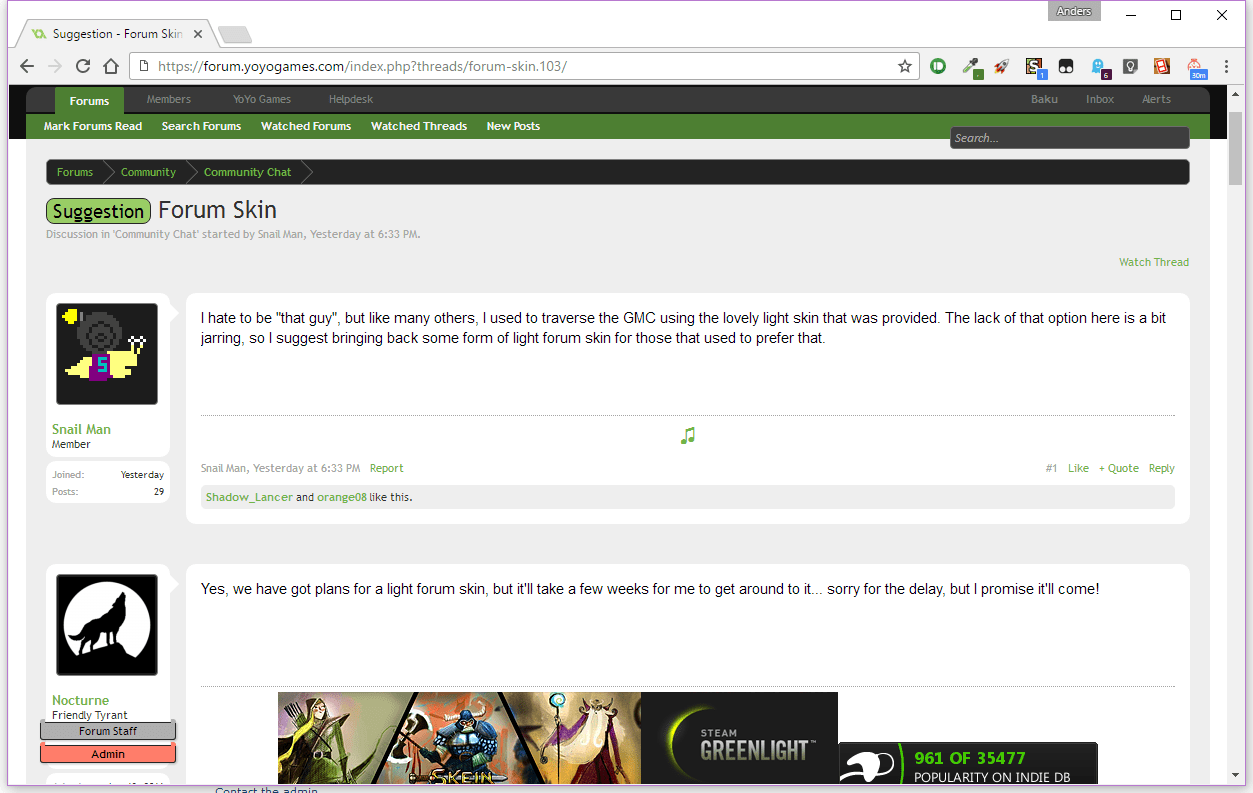 Anders
Suggestion - Forum Skin
https://forum.yoyogames.com/index.php?threads/forum-skin.103/
1
6
30m
Forums Members YoYo Games Helpdesk Baku Inbox Alerts
Mark Forums Read Search Forums Watched Forums Watched Threads New Posts
Search...
Forums Community Community Chat
Suggestion Forum Skin
Discussion in 'Community Chat' started by Snail Man, Yesterday at 6:33 PM.
Watch Thread
I hate to be "that guy", but like many others, I used to traverse the GMC using the lovely light skin that was provided. The lack of that option here is a bit
jarring, so I suggest bringing back some form of light forum skin for those that used to prefer that.
S
Snail Man
Member
Joined: Yesterday
Posts: 29
Snail Man, Yesterday at 6:33 PM Report #1 Like + Quote Reply
Shadow_Lancer and orange08 like this.
Yes, we have got plans for a light forum skin, but it'll take a few weeks for me to get around to it... sorry for the delay, but I promise it'll come!
Nocturne
Friendly Tyrant
Forum Staff
Admin
SKEIN
STEAM
GREENLIGHT™
961 OF 35477
POPULARITY ON INDIE DB
Contact the admin